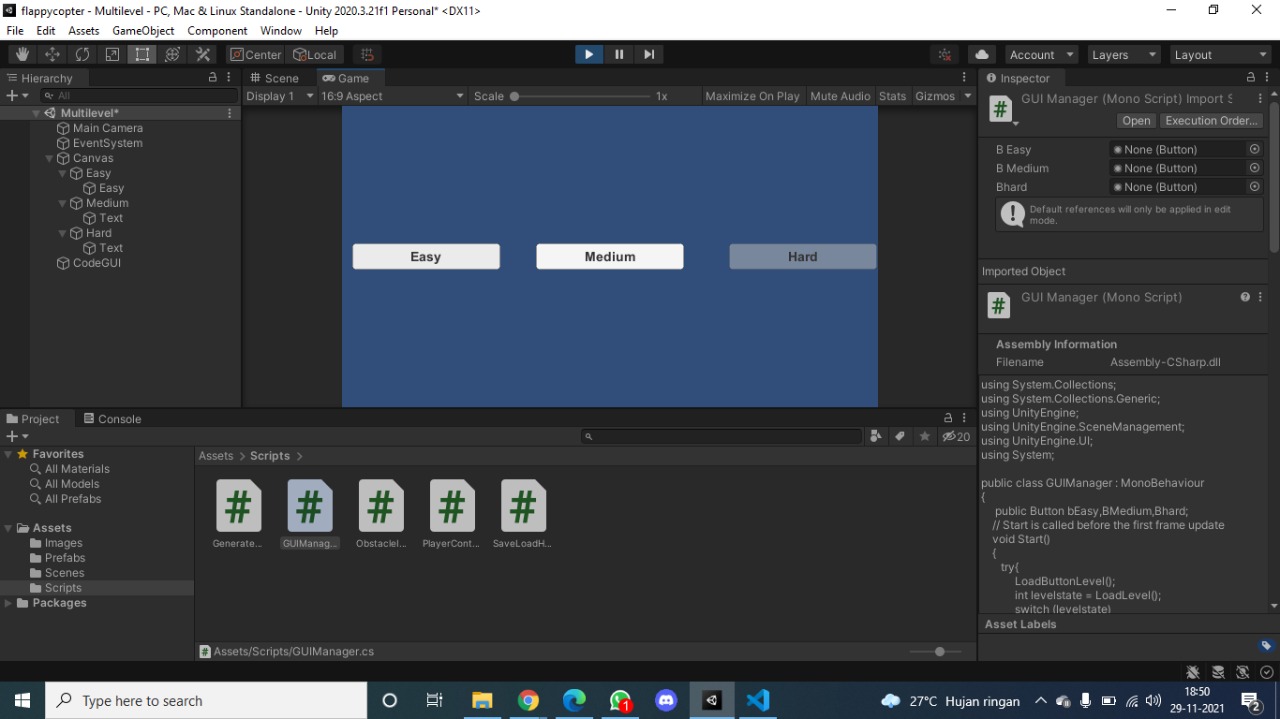 flappycopter - Multilevel - PC, Mac & Linux Standalone - Unity 2020.3.21f1 Personal* <DX11>
File Edit Assets GameObject Component Window Help
Center Local Account Layers Layout
Hierarchy
All
Multilevel*
Main Camera
EventSystem
Canvas
Easy
Easy
Medium
Text
Hard
Text
CodeGUI
Scene Game
Display 1 16:9 Aspect Scale 1x Maximize On Play Mute Audio Stats Gizmos
Easy Medium Hard
Inspector
GUI Manager (Mono Script) Import S
Open Execution Order...
B Easy None (Button)
B Medium None (Button)
Bhard None (Button)
Default references will only be applied in edit
mode.
Imported Object
GUI Manager (Mono Script)
Assembly Information
Filename Assembly-CSharp.dll
using System.Collections;
using System.Collections.Generic;
using UnityEngine;
using UnityEngine.SceneManagement;
using UnityEngine.UI;
using System;
public class GUIManager : MonoBehaviour
{
public Button bEasy,BMedium,Bhard;
// Start is called before the first frame update
void Start()
{
try{
LoadButtonLevel();
int levelstate = LoadLevel();
switch (levelstate)
Asset Labels
Project Console
20
Favorites
All Materials
All Models
All Prefabs
Assets
Images
Prefabs
Scenes
Scripts
Packages
Assets > Scripts >
Generate... GUIManag... ObstacleI... PlayerCont... SaveLoadH...
Assets/Scripts/GUIManager.cs
Type here to search
1
27°C Hujan ringan
18:50
29-11-2021
2